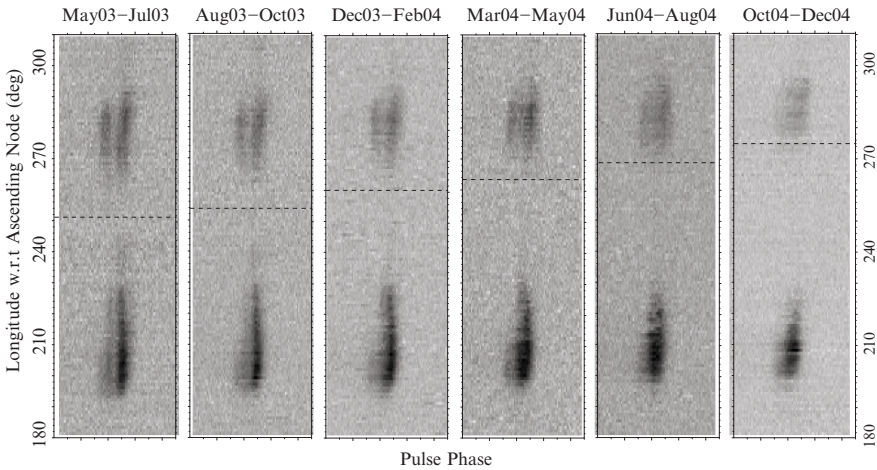 May03−Jul03 Aug03−Oct03 Dec03−Feb04 Mar04−May04 Jun04−Aug04 Oct04−Dec04
Longitude w.r.t Ascending Node (deg)
300 300
270 270
240 240
210 210
180 180
Pulse Phase